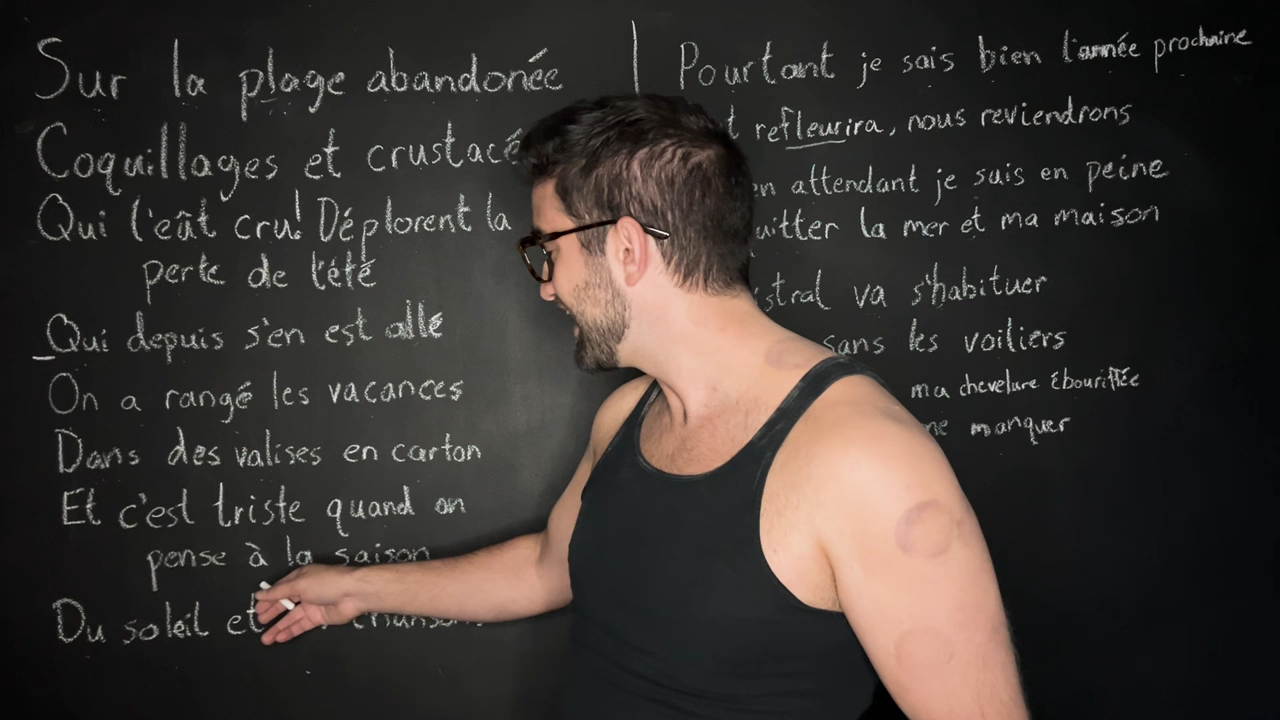 Sur la plage abandonée
Coquillages et crustacé
Qui l'eût cru! Déplorent la
perte de l'été
Qui depuis s'en est allé
On a rangé les vacances
Dans des valises en carton
Et c'est triste quand on
pense à la saison
Du soleil et
Pourtant je sais bien l'année prochaine
t refleurira, nous reviendrons
en attendant je suis en peine
uitter la mer et ma maison
istral va s'habituer
sans les voiliers
ma chevelure ébouriffée
me manquer